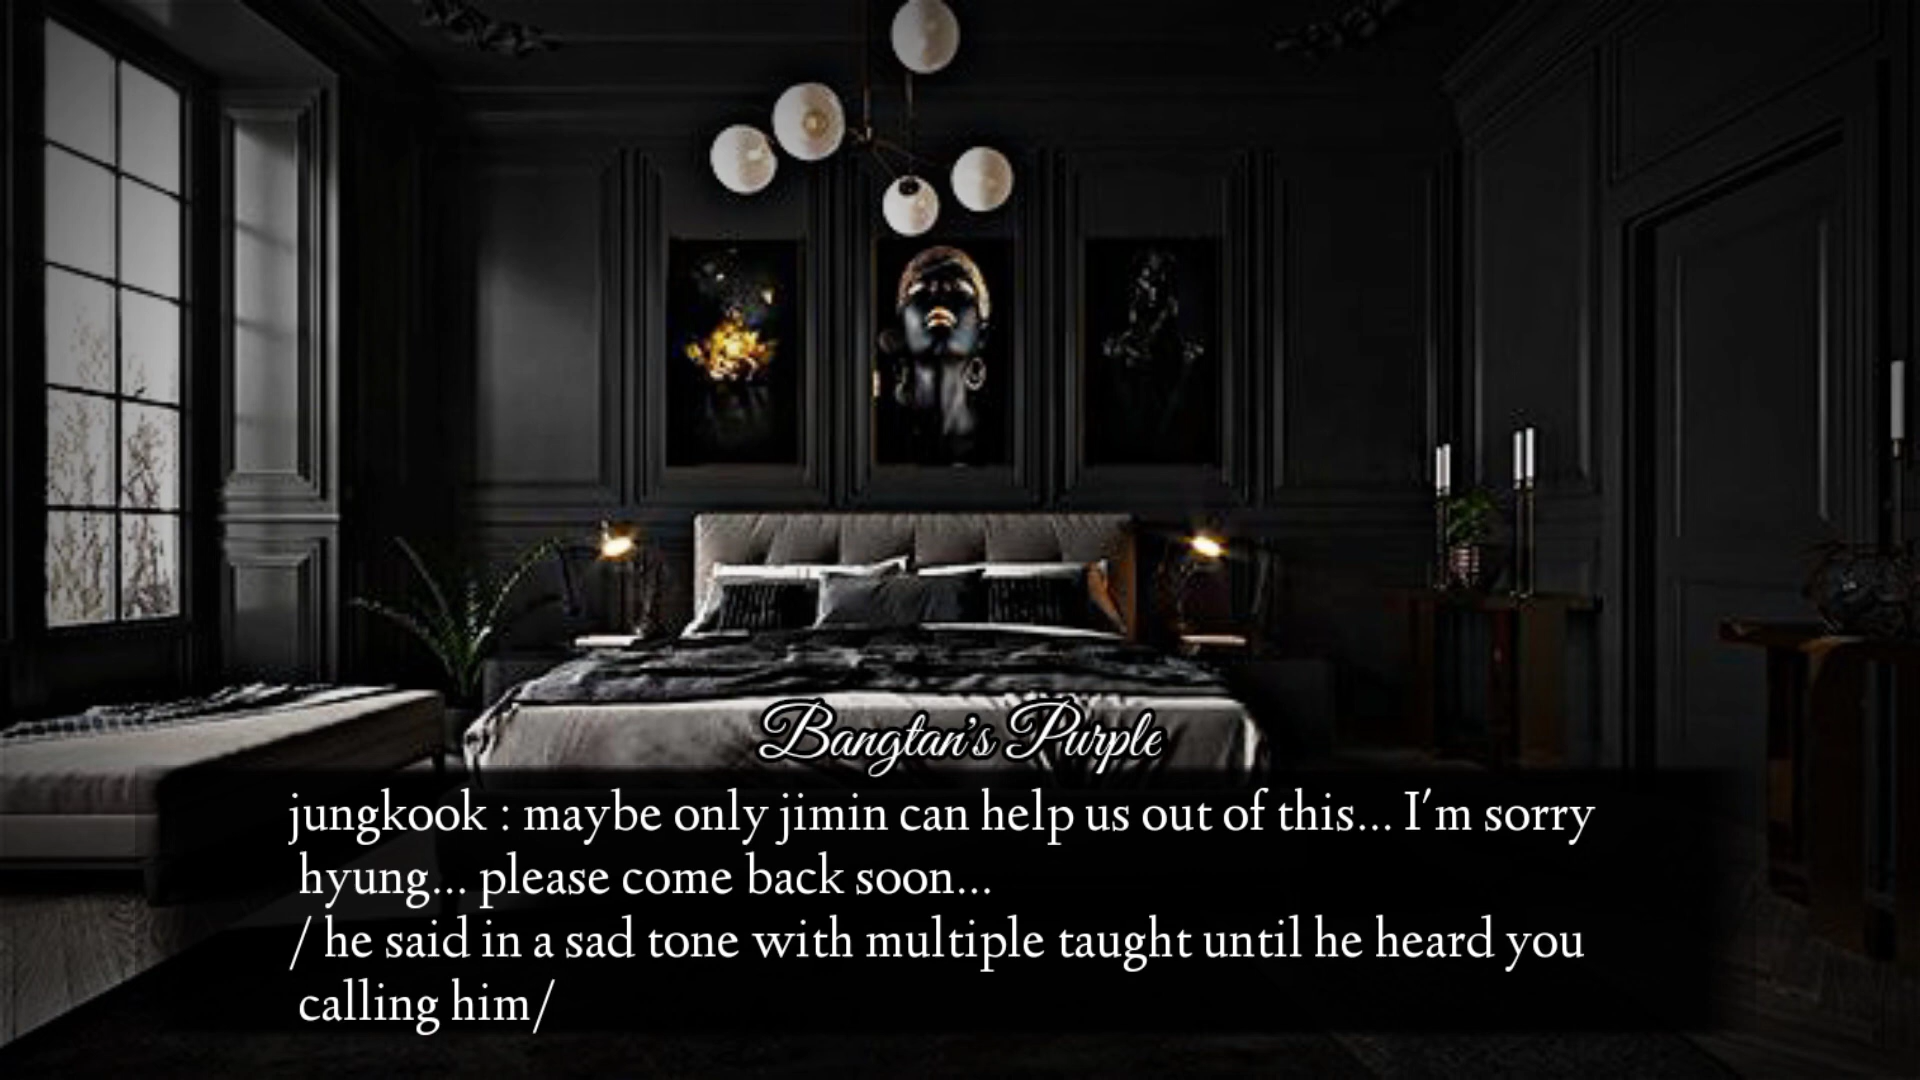 Bangtan's Purple
jungkook : maybe only jimin can help us out of this... I'm sorry
hyung... please come back soon...
/ he said in a sad tone with multiple taught until he heard you
calling him/